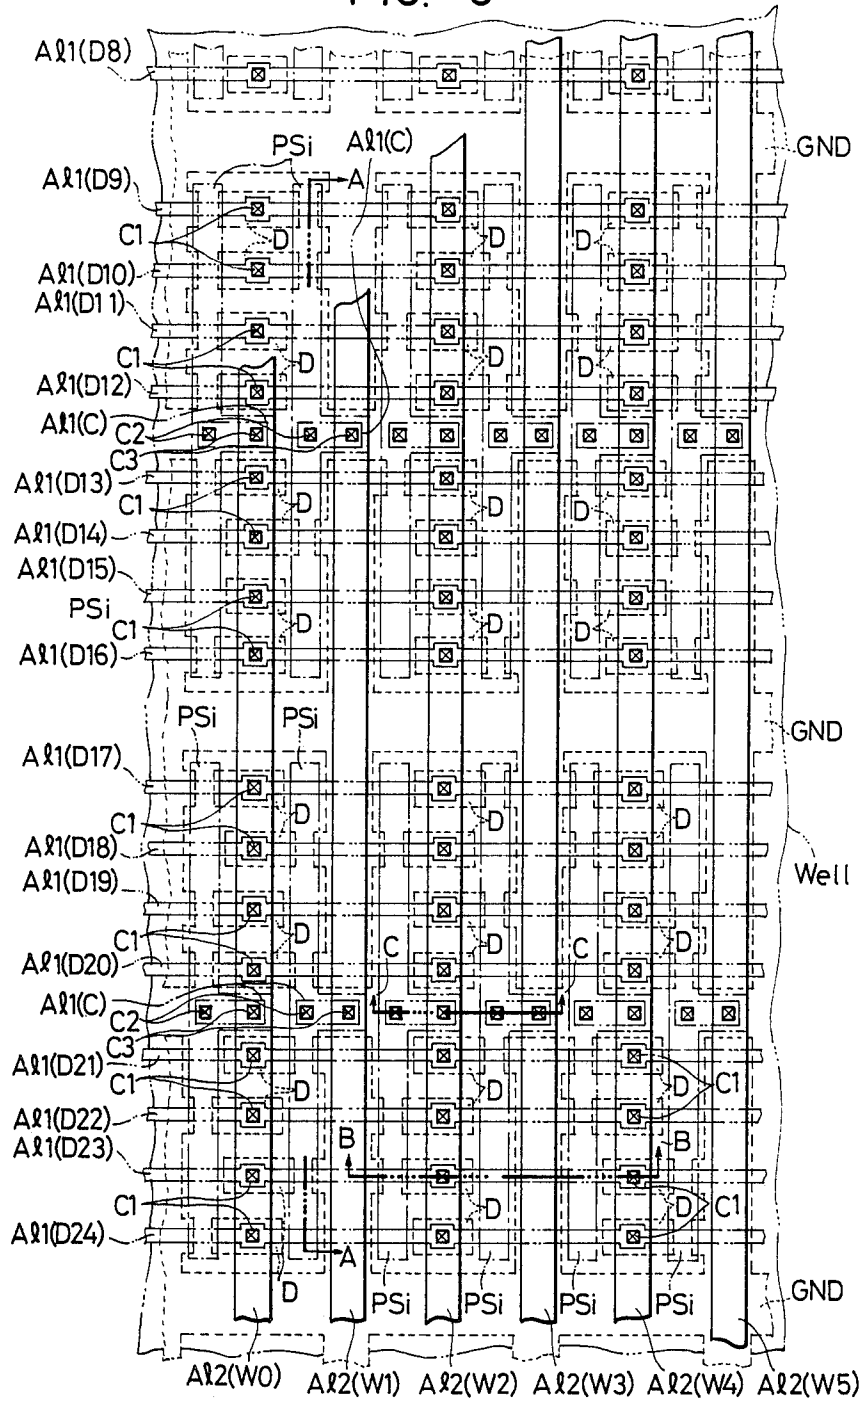 Aℓ1(D8)
GND
PSi
Aℓ1(C)
A
Aℓ1(D9)
C1
D
D
D
Aℓ1(D10)
Aℓ1(D11)
C1
D
D
D
Aℓ1(D12)
Aℓ1(C)
C2
C3
Aℓ1(D13)
C1
D
D
D
Aℓ1(D14)
Aℓ1(D15)
PSi
C1
D
D
D
Aℓ1(D16)
PSi
PSi
GND
Aℓ1(D17)
C1
D
D
D
Aℓ1(D18)
Well
Aℓ1(D19)
C1
D
D
D
C
C
Aℓ1(D20)
Aℓ1(C)
C2
C3
Aℓ1(D21)
C1
D
D
D
C1
Aℓ1(D22)
B
B
Aℓ1(D23)
C1
D
D
C1
Aℓ1(D24)
A
D
GND
PSi
PSi
PSi
PSi
Aℓ2(W0)
Aℓ2(W1)
Aℓ2(W2)
Aℓ2(W3)
Aℓ2(W4)
Aℓ2(W5)